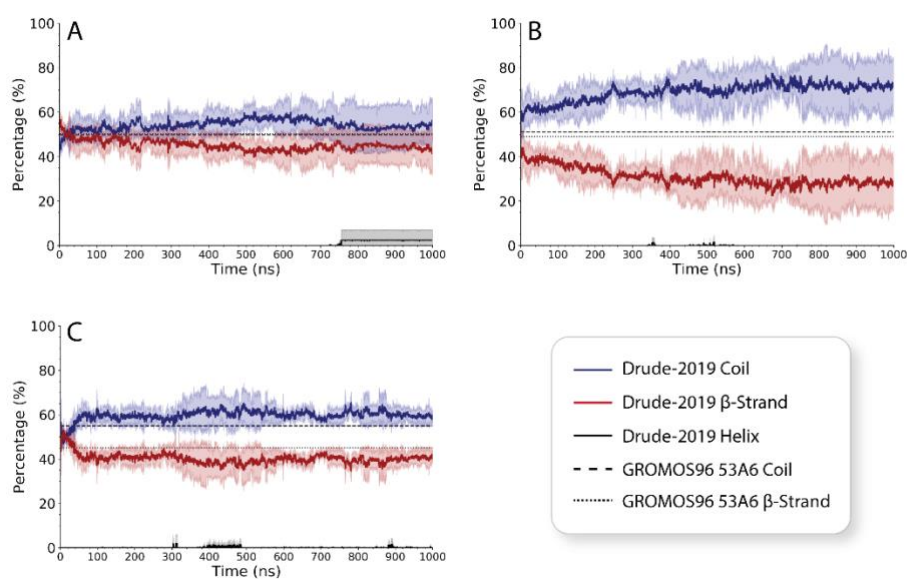 A
Percentage (%)
100
80
60
40
20
0
0 100 200 300 400 500 600 700 800 900 1000
Time (ns)
B
Percentage (%)
100
80
60
40
20
0
0 100 200 300 400 500 600 700 800 900 1000
Time (ns)
C
Percentage (%)
100
80
60
40
20
0
0 100 200 300 400 500 600 700 800 900 1000
Time (ns)
Drude-2019 Coil
Drude-2019 β-Strand
Drude-2019 Helix
GROMOS96 53A6 Coil
GROMOS96 53A6 β-Strand